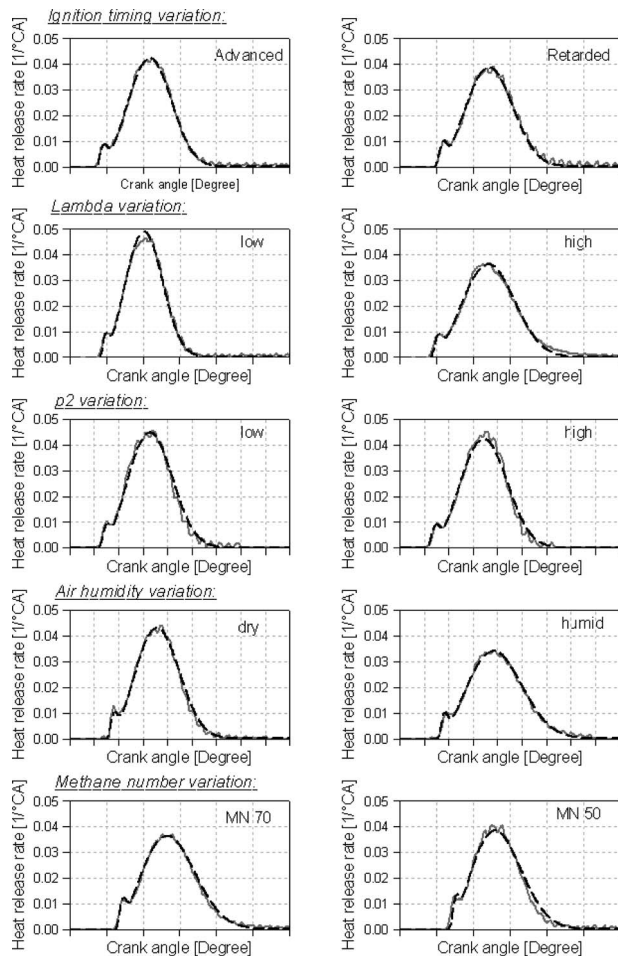 Ignition timing variation:
Heat release rate [1/°CA]
0.05
0.04
0.03
0.02
0.01
0.00
Advanced
Crank angle [Degree]
Heat release rate [1/°CA]
0.05
0.04
0.03
0.02
0.01
0.00
Retarded
Crank angle [Degree]
Lambda variation:
Heat release rate [1/°CA]
0.05
0.04
0.03
0.02
0.01
0.00
low
Crank angle [Degree]
Heat release rate [1/°CA]
0.05
0.04
0.03
0.02
0.01
0.00
high
Crank angle [Degree]
p2 variation:
Heat release rate [1/°CA]
0.05
0.04
0.03
0.02
0.01
0.00
low
Crank angle [Degree]
Heat release rate [1/°CA]
0.05
0.04
0.03
0.02
0.01
0.00
high
Crank angle [Degree]
Air humidity variation:
Heat release rate [1/°CA]
0.05
0.04
0.03
0.02
0.01
0.00
dry
Crank angle [Degree]
Heat release rate [1/°CA]
0.05
0.04
0.03
0.02
0.01
0.00
humid
Crank angle [Degree]
Methane number variation:
Heat release rate [1/°CA]
0.05
0.04
0.03
0.02
0.01
0.00
MN 70
Crank angle [Degree]
Heat release rate [1/°CA]
0.05
0.04
0.03
0.02
0.01
0.00
MN 50
Crank angle [Degree]